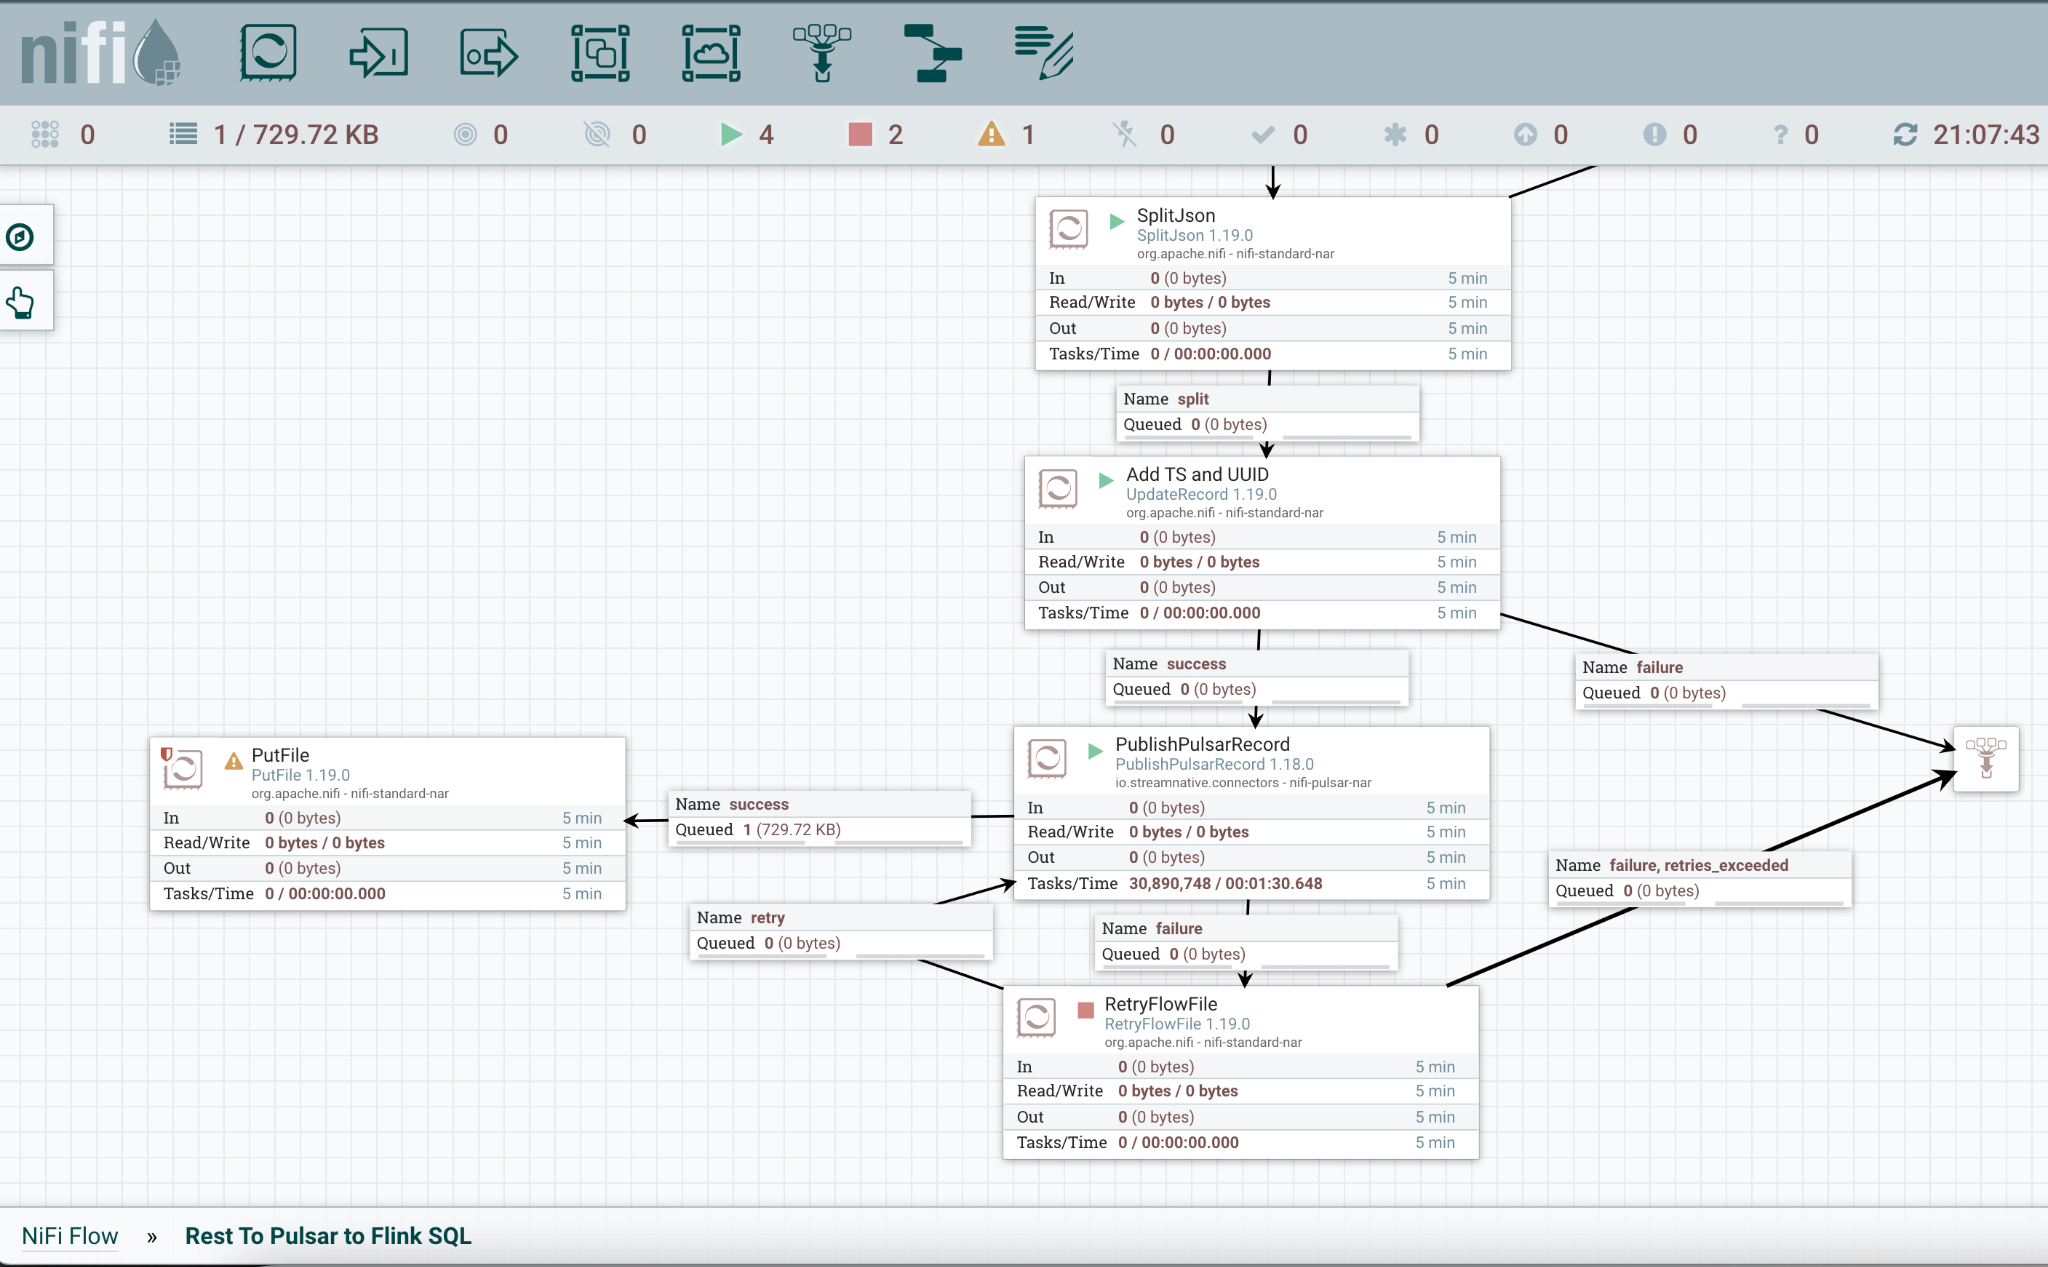 nifi
0 1 / 729.72 KB 0 0 4 2 1 0 0 0 0 0 ? 0 21:07:43
SplitJson
SplitJson 1.19.0
org.apache.nifi - nifi-standard-nar
In 0 (0 bytes) 5 min
Read/Write 0 bytes / 0 bytes 5 min
Out 0 (0 bytes) 5 min
Tasks/Time 0 / 00:00:00.000 5 min
Name split
Queued 0 (0 bytes)
Add TS and UUID
UpdateRecord 1.19.0
org.apache.nifi - nifi-standard-nar
In 0 (0 bytes) 5 min
Read/Write 0 bytes / 0 bytes 5 min
Out 0 (0 bytes) 5 min
Tasks/Time 0 / 00:00:00.000 5 min
Name success
Queued 0 (0 bytes)
Name failure
Queued 0 (0 bytes)
PutFile
PutFile 1.19.0
org.apache.nifi - nifi-standard-nar
In 0 (0 bytes) 5 min
Read/Write 0 bytes / 0 bytes 5 min
Out 0 (0 bytes) 5 min
Tasks/Time 0 / 00:00:00.000 5 min
Name success
Queued 1 (729.72 KB)
PublishPulsarRecord
PublishPulsarRecord 1.18.0
io.streamnative.connectors - nifi-pulsar-nar
In 0 (0 bytes) 5 min
Read/Write 0 bytes / 0 bytes 5 min
Out 0 (0 bytes) 5 min
Tasks/Time 30,890,748 / 00:01:30.648 5 min
Name failure, retries_exceeded
Queued 0 (0 bytes)
Name retry
Queued 0 (0 bytes)
Name failure
Queued 0 (0 bytes)
RetryFlowFile
RetryFlowFile 1.19.0
org.apache.nifi - nifi-standard-nar
In 0 (0 bytes) 5 min
Read/Write 0 bytes / 0 bytes 5 min
Out 0 (0 bytes) 5 min
Tasks/Time 0 / 00:00:00.000 5 min
NiFi Flow » Rest To Pulsar to Flink SQL